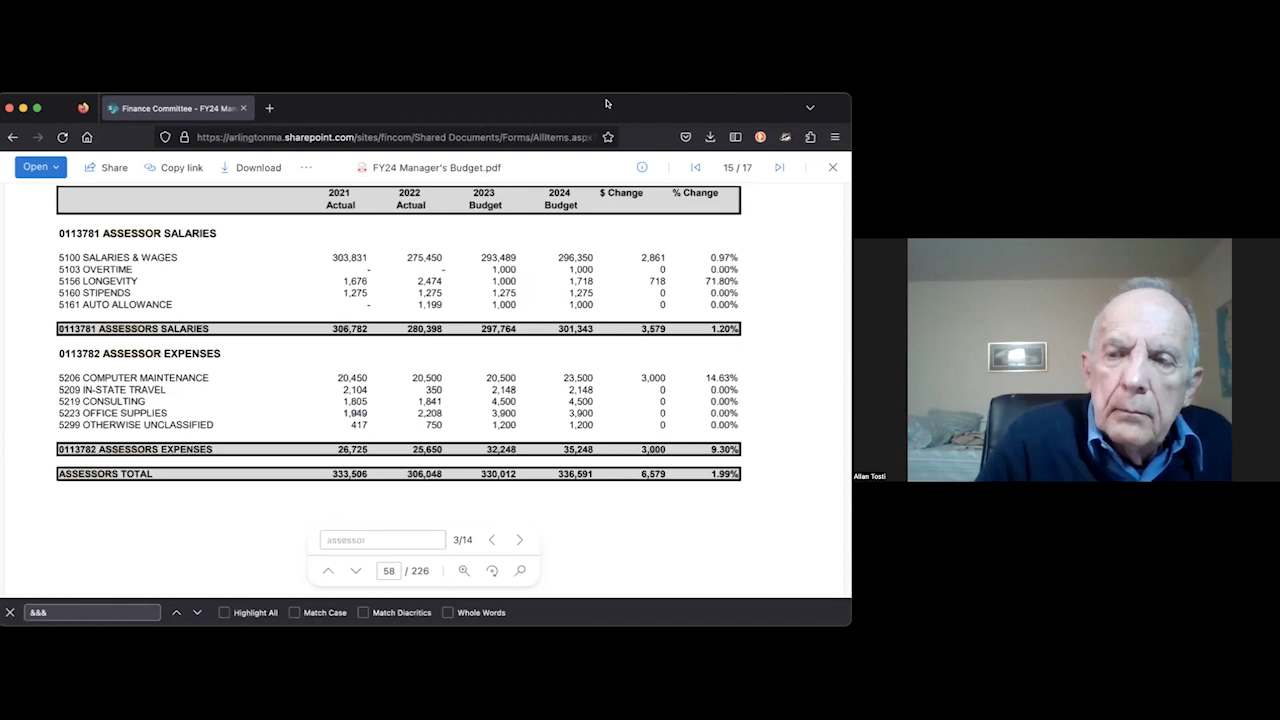 Finance Committee - FY24 Man
https://arlingtonma.sharepoint.com/sites/fincom/Shared Documents/Forms/AllItems.aspx
Open Share Copy link Download ... FY24 Manager's Budget.pdf 15 / 17
2021 2022 2023 2024 $ Change % Change
Actual Actual Budget Budget
0113781 ASSESSOR SALARIES
5100 SALARIES & WAGES 303,831 275,450 293,489 296,350 2,861 0.97%
5103 OVERTIME - - 1,000 1,000 0 0.00%
5156 LONGEVITY 1,676 2,474 1,000 1,718 718 71.80%
5160 STIPENDS 1,275 1,275 1,275 1,275 0 0.00%
5161 AUTO ALLOWANCE - 1,199 1,000 1,000 0 0.00%
0113781 ASSESSORS SALARIES 306,782 280,398 297,764 301,343 3,579 1.20%
0113782 ASSESSOR EXPENSES
5206 COMPUTER MAINTENANCE 20,450 20,500 20,500 23,500 3,000 14.63%
5209 IN-STATE TRAVEL 2,104 350 2,148 2,148 0 0.00%
5219 CONSULTING 1,805 1,841 4,500 4,500 0 0.00%
5223 OFFICE SUPPLIES 1,949 2,208 3,900 3,900 0 0.00%
5299 OTHERWISE UNCLASSIFIED 417 750 1,200 1,200 0 0.00%
0113782 ASSESSORS EXPENSES 26,725 25,650 32,248 35,248 3,000 9.30%
ASSESSORS TOTAL 333,506 306,048 330,012 336,591 6,579 1.99%
Allan Tosti
assessor 3/14
58 / 226
&&& Highlight All Match Case Match Diacritics Whole Words